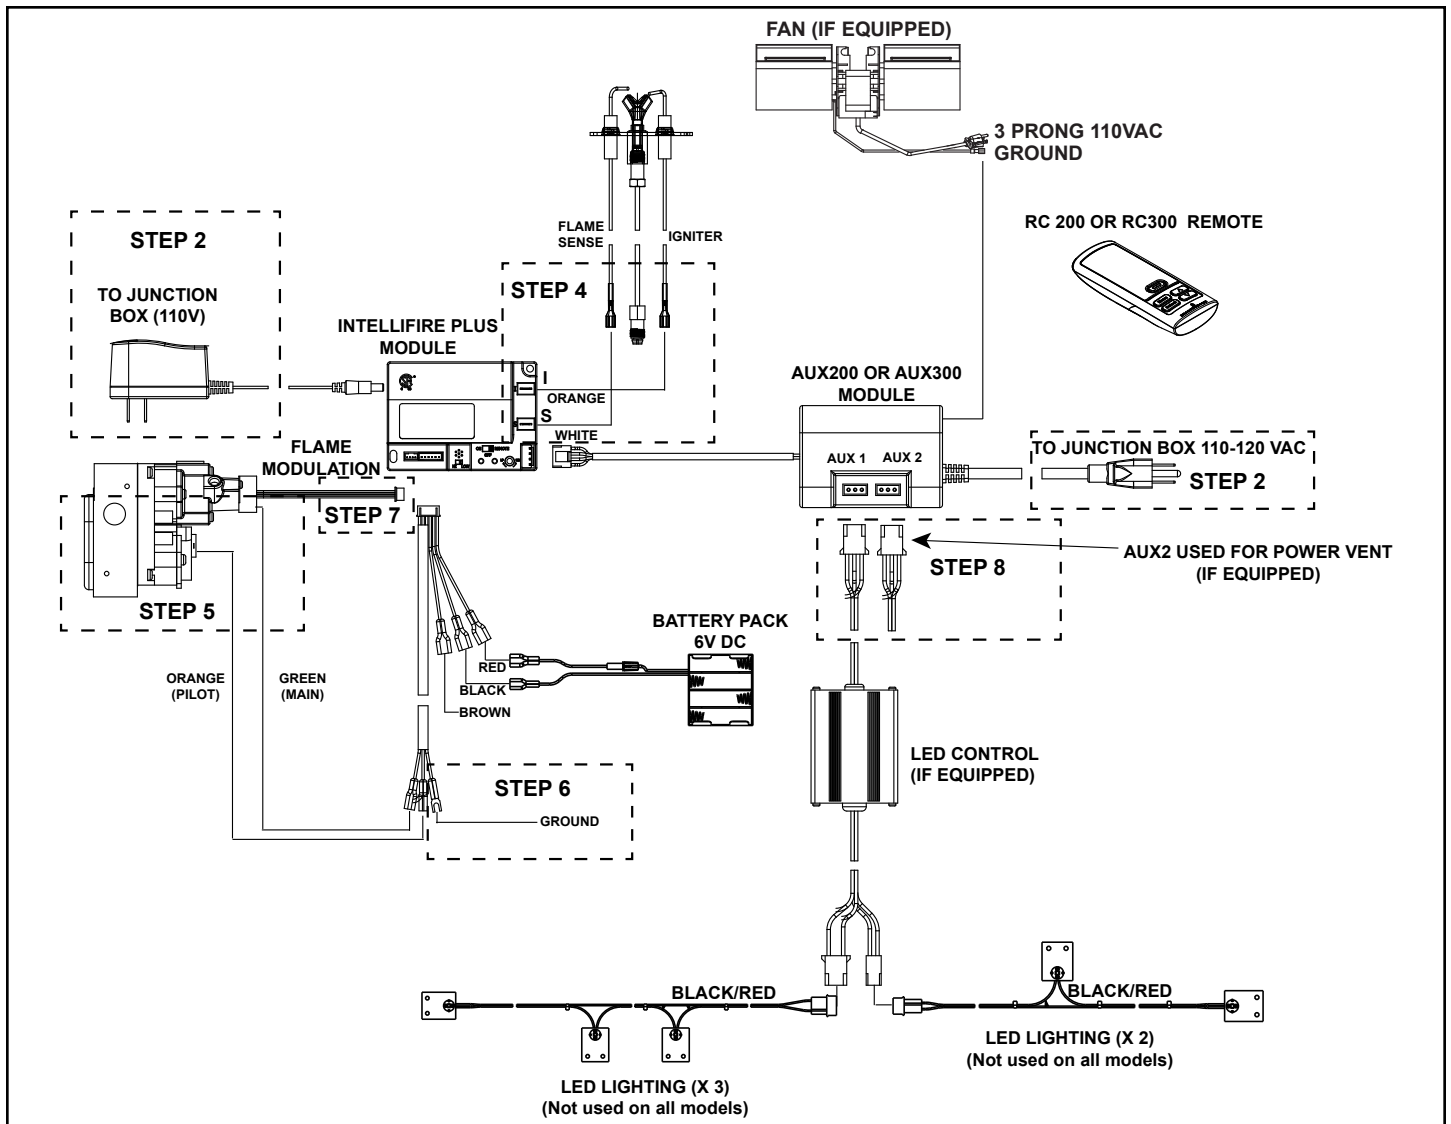 FAN (IF EQUIPPED)
3 PRONG 110VAC
GROUND
RC 200 OR RC300 REMOTE
STEP 2
TO JUNCTION
BOX (110V)
FLAME
SENSE
IGNITER
STEP 4
INTELLIFIRE PLUS
MODULE
I
ORANGE
S
WHITE
AUX200 OR AUX300
MODULE
AUX 1
AUX 2
TO JUNCTION BOX 110-120 VAC
STEP 2
FLAME
MODULATION
STEP 7
STEP 5
STEP 8
AUX2 USED FOR POWER VENT
(IF EQUIPPED)
BATTERY PACK
6V DC
RED
BLACK
BROWN
ORANGE
(PILOT)
GREEN
(MAIN)
STEP 6
GROUND
LED CONTROL
(IF EQUIPPED)
BLACK/RED
BLACK/RED
LED LIGHTING (X 2)
(Not used on all models)
LED LIGHTING (X 3)
(Not used on all models)